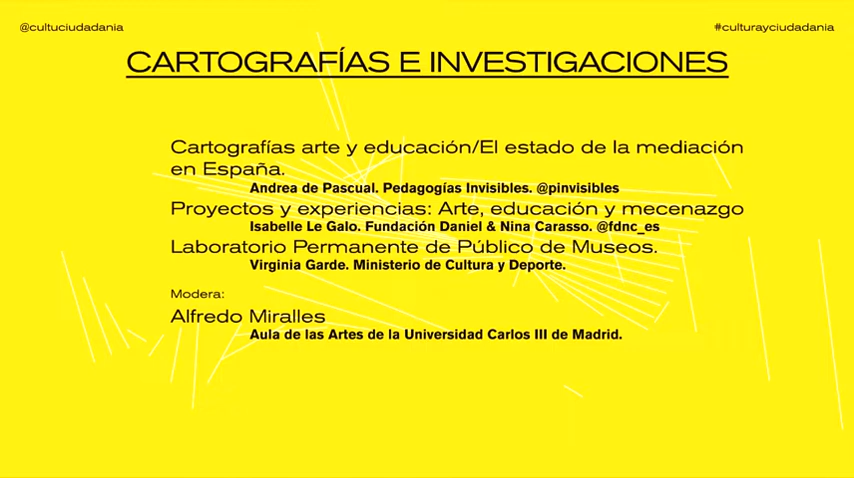 @cultuciudadania
#culturayciudadania
CARTOGRAFÍAS E INVESTIGACIONES
Cartografías arte y educación/El estado de la mediación
en España.
Andrea de Pascual. Pedagogías Invisibles. @pinvisibles
Proyectos y experiencias: Arte, educación y mecenazgo
Isabelle Le Galo. Fundación Daniel & Nina Carasso. @fdnc_es
Laboratorio Permanente de Público de Museos.
Virginia Garde. Ministerio de Cultura y Deporte.
Modera:
Alfredo Miralles
Aula de las Artes de la Universidad Carlos III de Madrid.